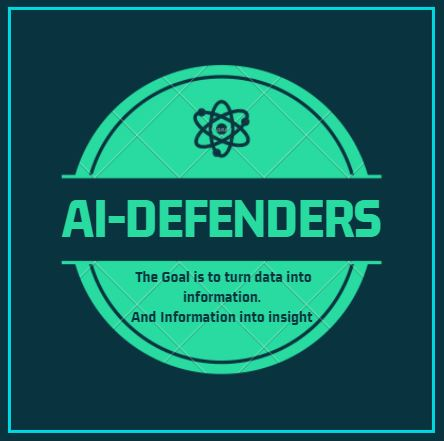 AI-DEFENDERS
The Goal is to turn data into
information.
And Information into insight